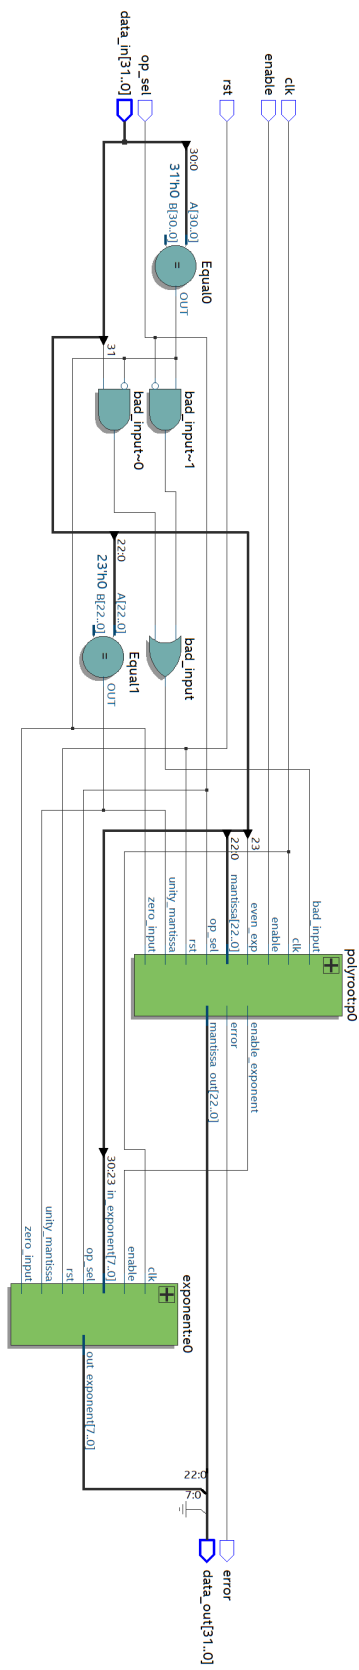 data_in[31..0]
op_sel
rst
enable
clk
30:0
31'h0
A[30..0]
B[30..0]
=
Equal0
OUT
31
bad_input~0
bad_input~1
22:0
23'h0
A[22..0]
B[22..0]
=
Equal1
OUT
bad_input
23
22:0
bad_input
clk
enable
even_exp
mantissa[22..0]
op_sel
rst
unity_mantissa
zero_input
polyroot:p0
enable_exponent
error
mantissa_out[22..0]
30:23
clk
enable
in_exponent[7..0]
op_sel
rst
unity_mantissa
zero_input
exponent:e0
out_exponent[7..0]
22:0
7:0
error
data_out[31..0]